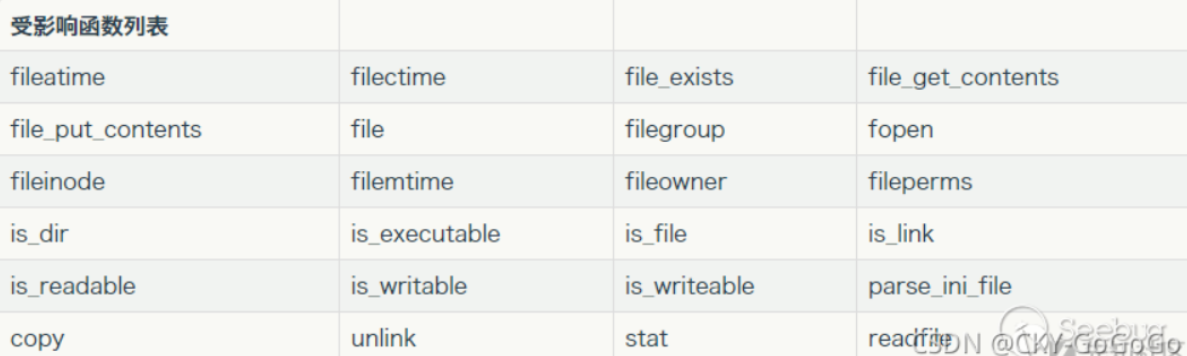 受影响函数列表
fileatime filectime file_exists file_get_contents
file_put_contents file filegroup fopen
fileinode filemtime fileowner fileperms
is_dir is_executable is_file is_link
is_readable is_writable is_writeable parse_ini_file
copy unlink stat readfile
Seebug
CSDN @CKY-GoGoGo